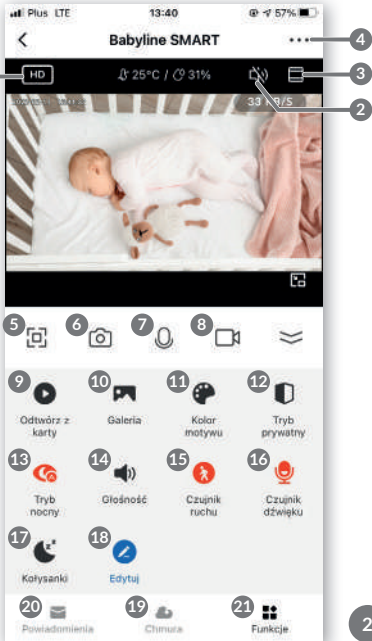 Plus LTE 13:40 57%
Babyline SMART
4
HD 25°C / 31%
3
2
33 KB/S
5 6 7 8
9 10 11 12
Odtwórz z karty Galeria Kolor motywu Tryb prywatny
13 14 15 16
Tryb nocny Głośność Czujnik ruchu Czujnik dźwięku
17 18
Kołysanki Edytuj
20 19 21
Powiadomienia Chmura Funkcje
2